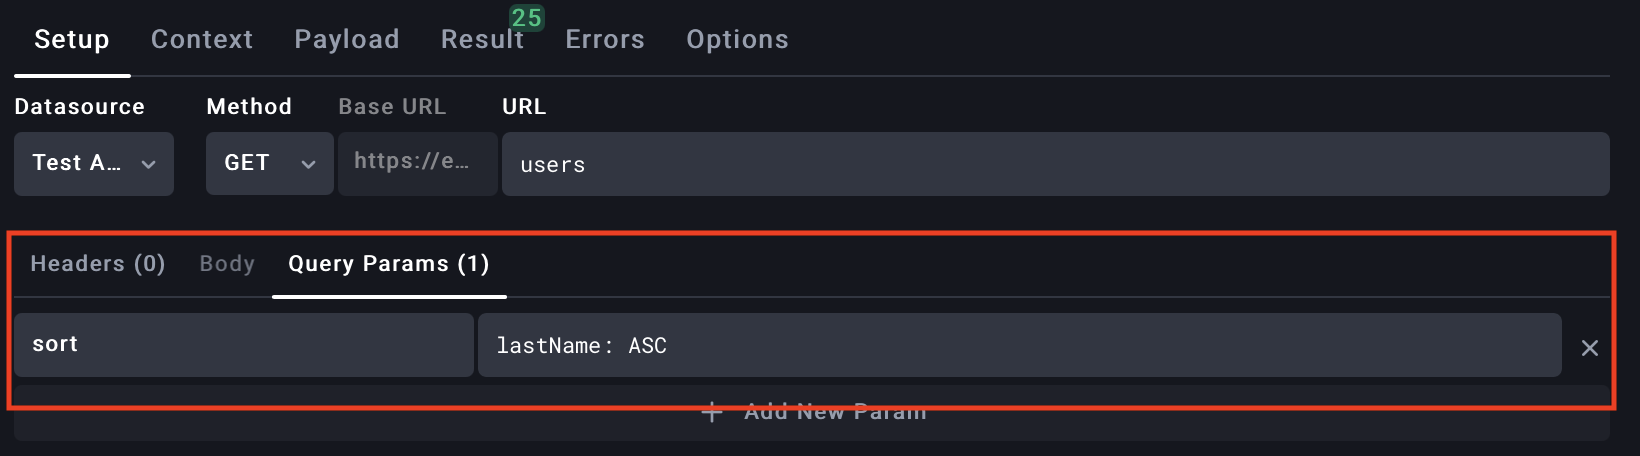 25
Setup Context Payload Result Errors Options
Datasource Method Base URL URL
Test A... GET https://e... users
Headers (0) Body Query Params (1)
sort lastName: ASC
Add New Param